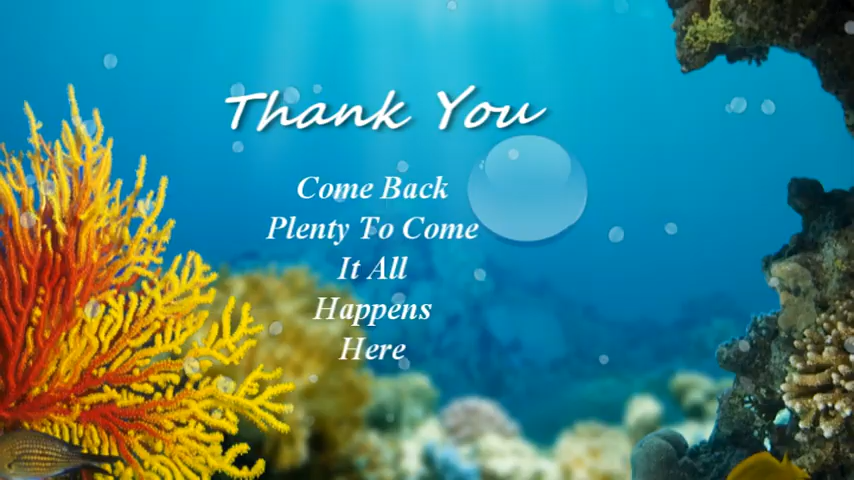 Thank You
Come Back
Plenty To Come
It All
Happens
Here